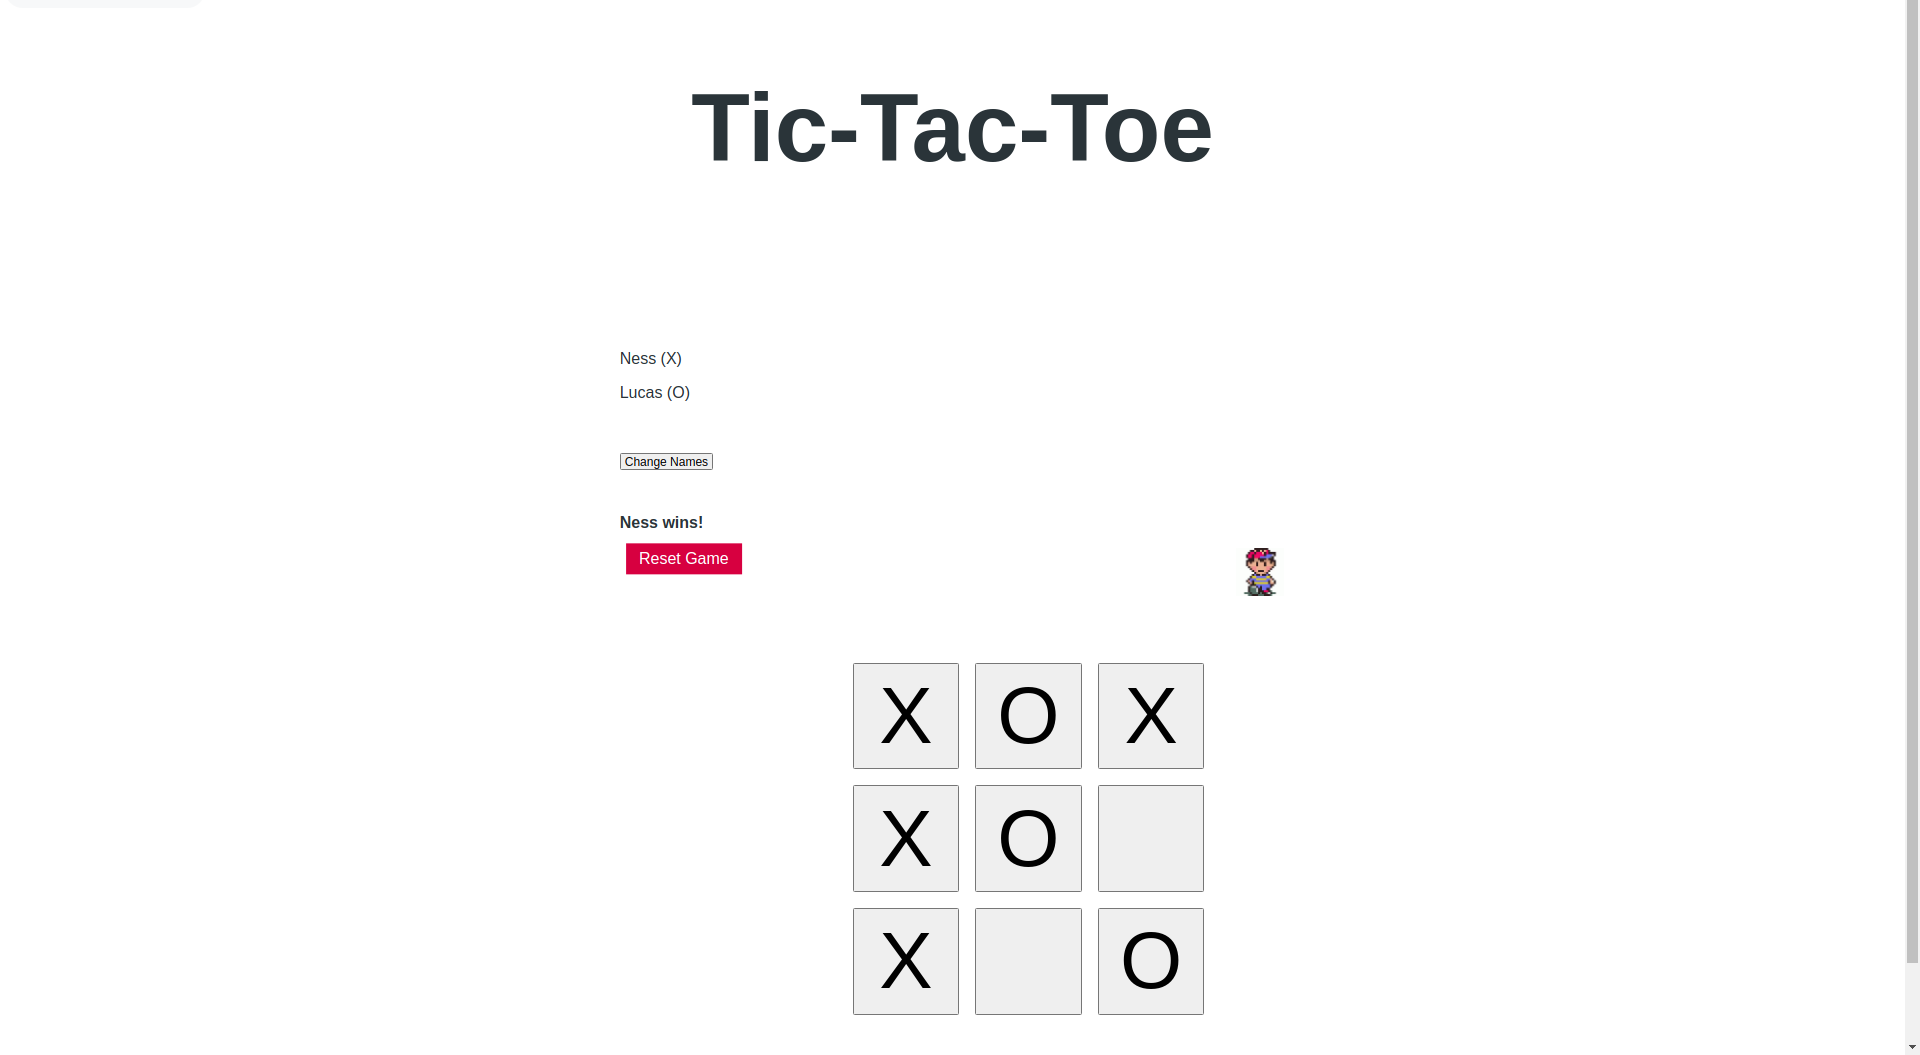 Tic-Tac-Toe
Ness (X)
Lucas (O)
Change Names
Ness wins!
Reset Game
X O X
X O
X O